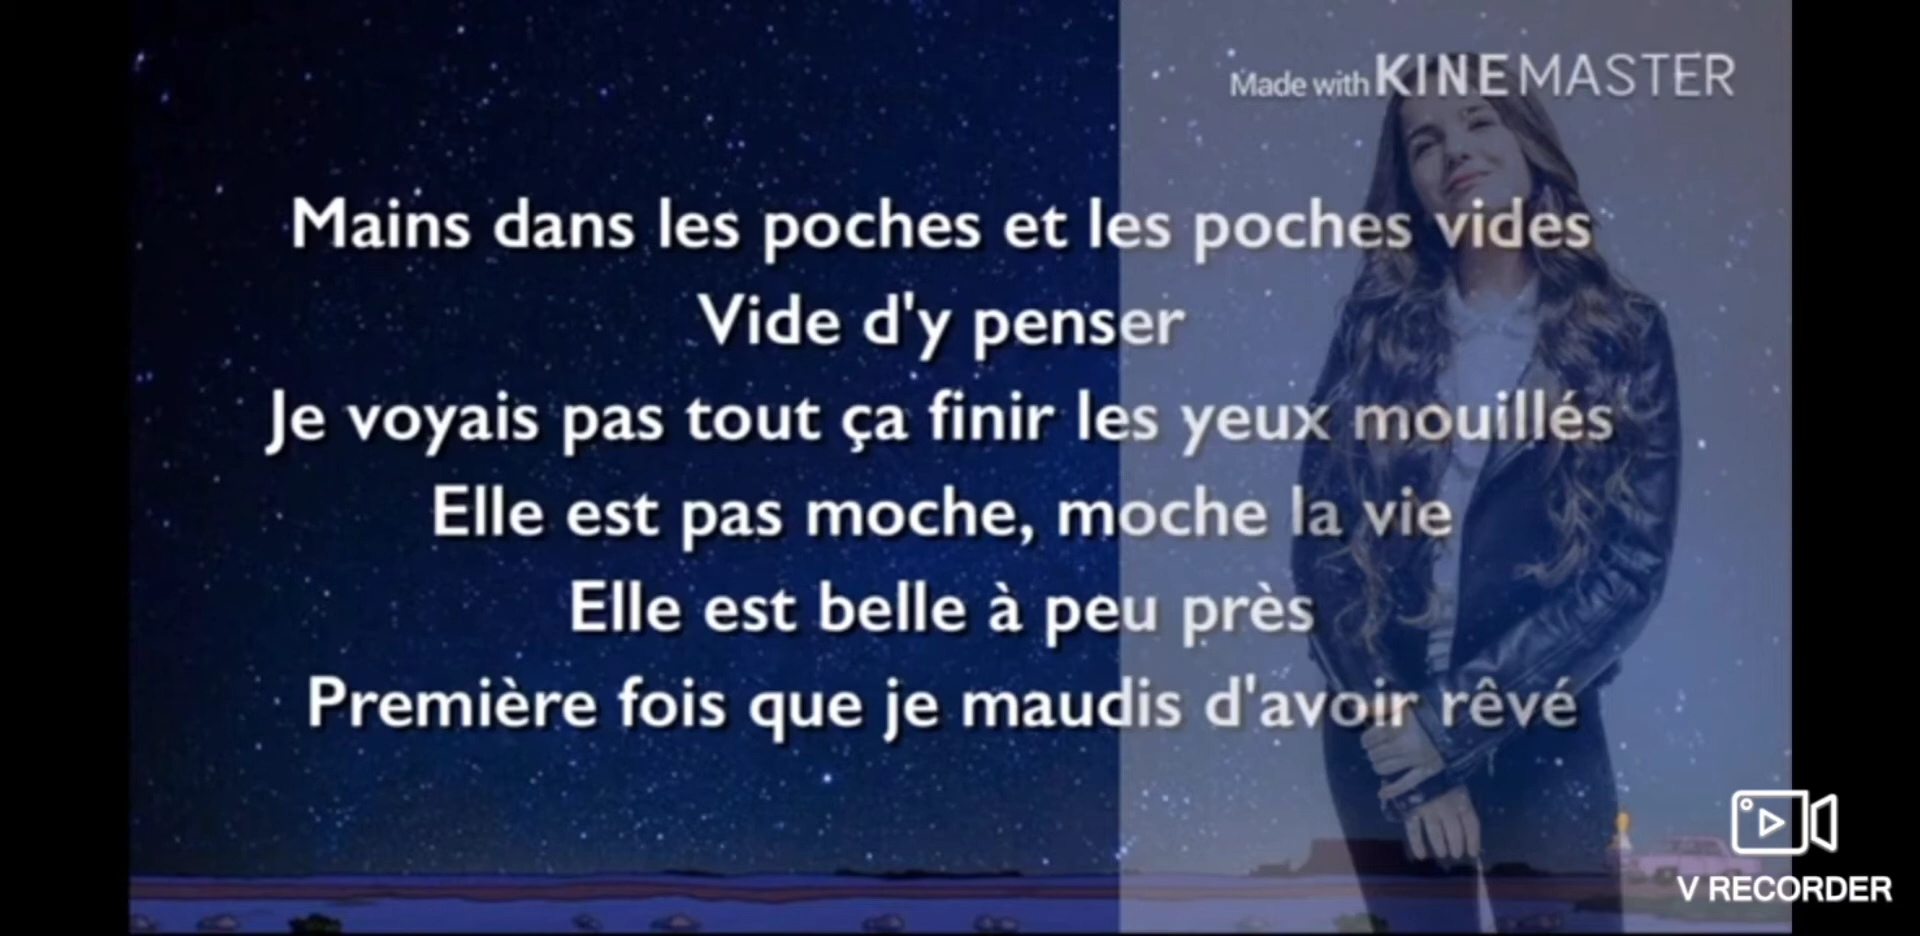 Made with KINEMASTER
Mains dans les poches et les poches vides
Vide d'y penser
Je voyais pas tout ça finir les yeux mouillés
Elle est pas moche, moche la vie
Elle est belle à peu près
Première fois que je maudis d'avoir rêvé
V RECORDER